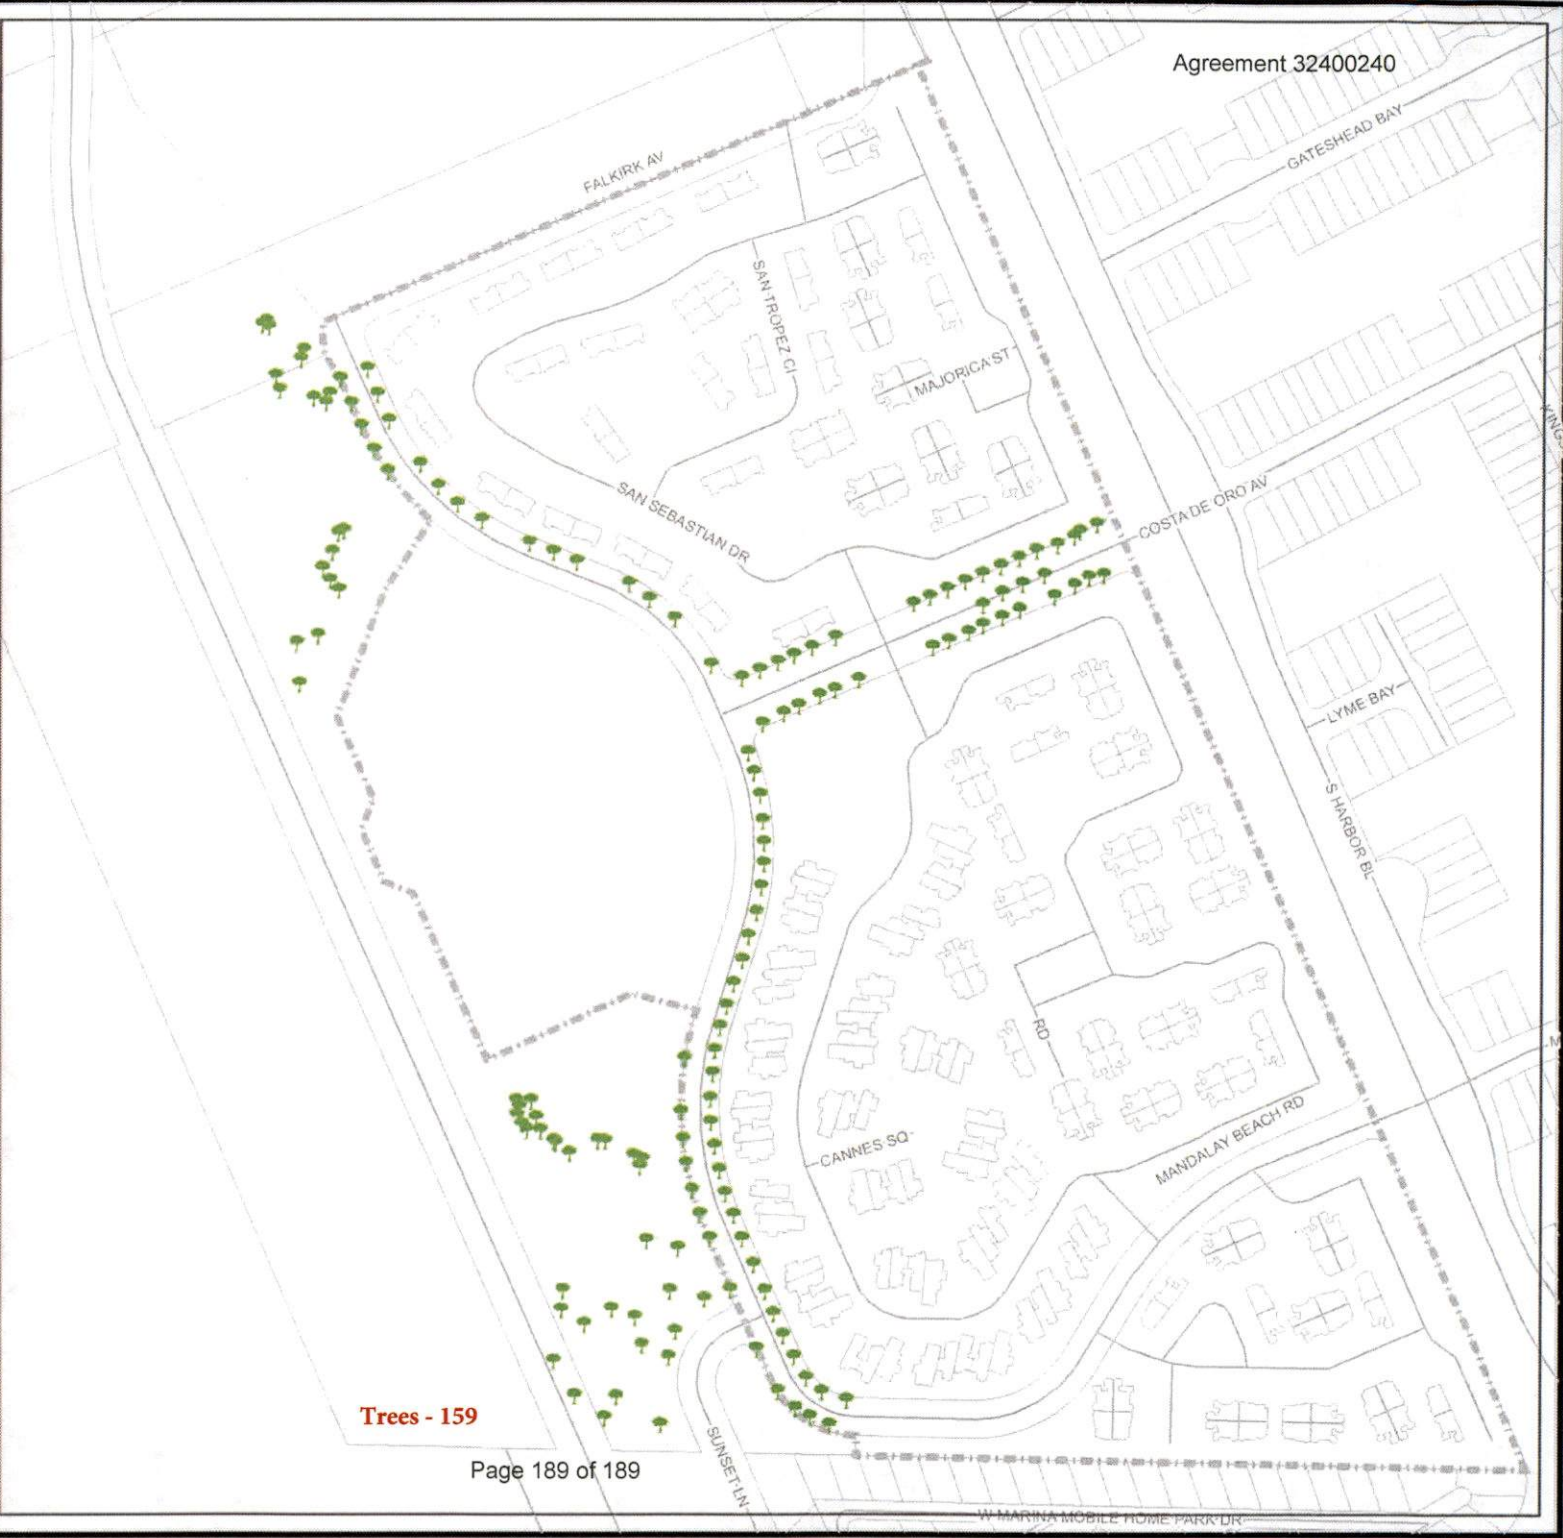 Agreement 32400240
GATESHEAD BAY
FALKIRK AV
SAN TROPEZ CI
MAJORICA ST
SAN SEBASTIAN DR
COSTA DE ORO AV
LYME BAY
S HARBOR BL
RD
MANDALAY BEACH RD
CANNES SQ
Trees - 159
Page 189 of 189
SUNSET LN
W MARINA MOBILE HOME PARK DR